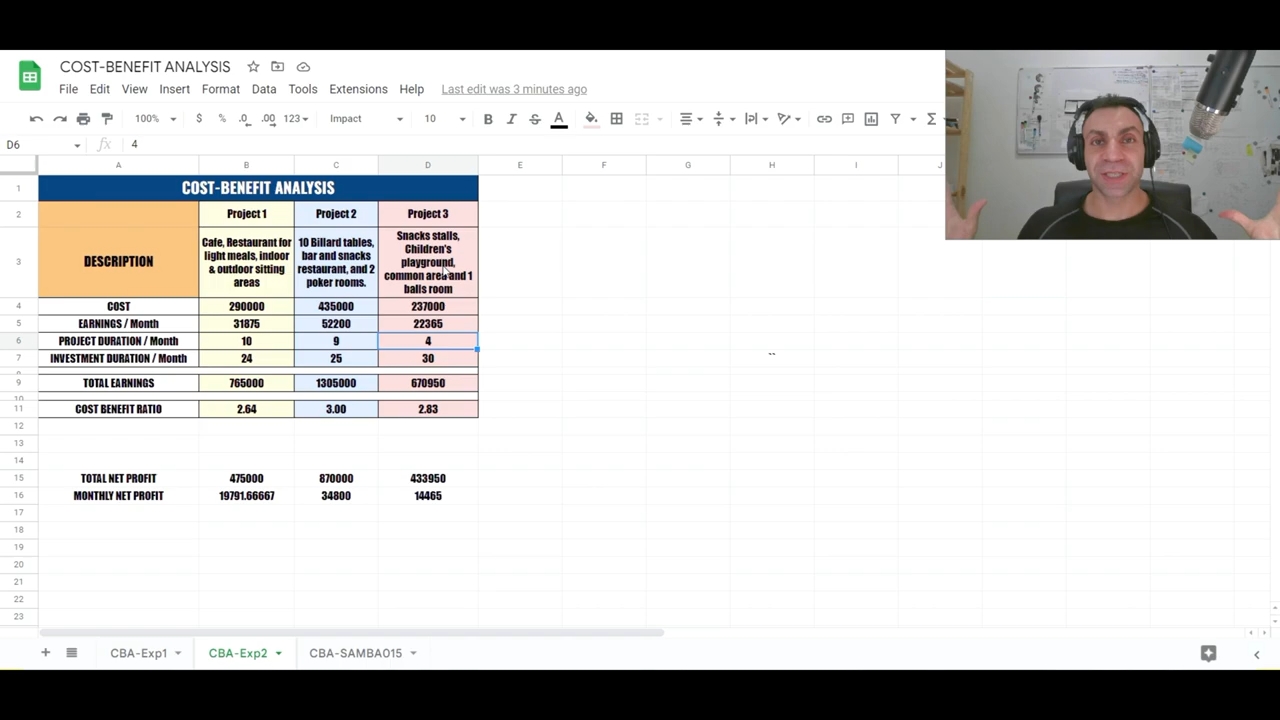 COST-BENEFIT ANALYSIS
File Edit View Insert Format Data Tools Extensions Help Last edit was 3 minutes ago
100% $ % .0 .00 123 Impact 10 B I S A Σ
D6 fx 4
A B C D E F G H I J
1 COST-BENEFIT ANALYSIS
2 Project 1 Project 2 Project 3
3 DESCRIPTION
Cafe, Restaurant for
light meals, indoor
& outdoor sitting
areas
10 Billard tables,
bar and snacks
restaurant, and 2
poker rooms.
Snacks stalls,
Children's
playground,
common area and 1
balls room
4 COST 290000 435000 237000
5 EARNINGS / Month 31875 52200 22365
6 PROJECT DURATION / Month 10 9 4
7 INVESTMENT DURATION / Month 24 25 30 ``
8
9 TOTAL EARNINGS 765000 1305000 670950
10
11 COST BENEFIT RATIO 2.64 3.00 2.83
12
13
14
15 TOTAL NET PROFIT 475000 870000 433950
16 MONTHLY NET PROFIT 19791.66667 34800 14465
17
18
19
20
21
22
23
+ CBA-Exp1 CBA-Exp2 CBA-SAMBA015